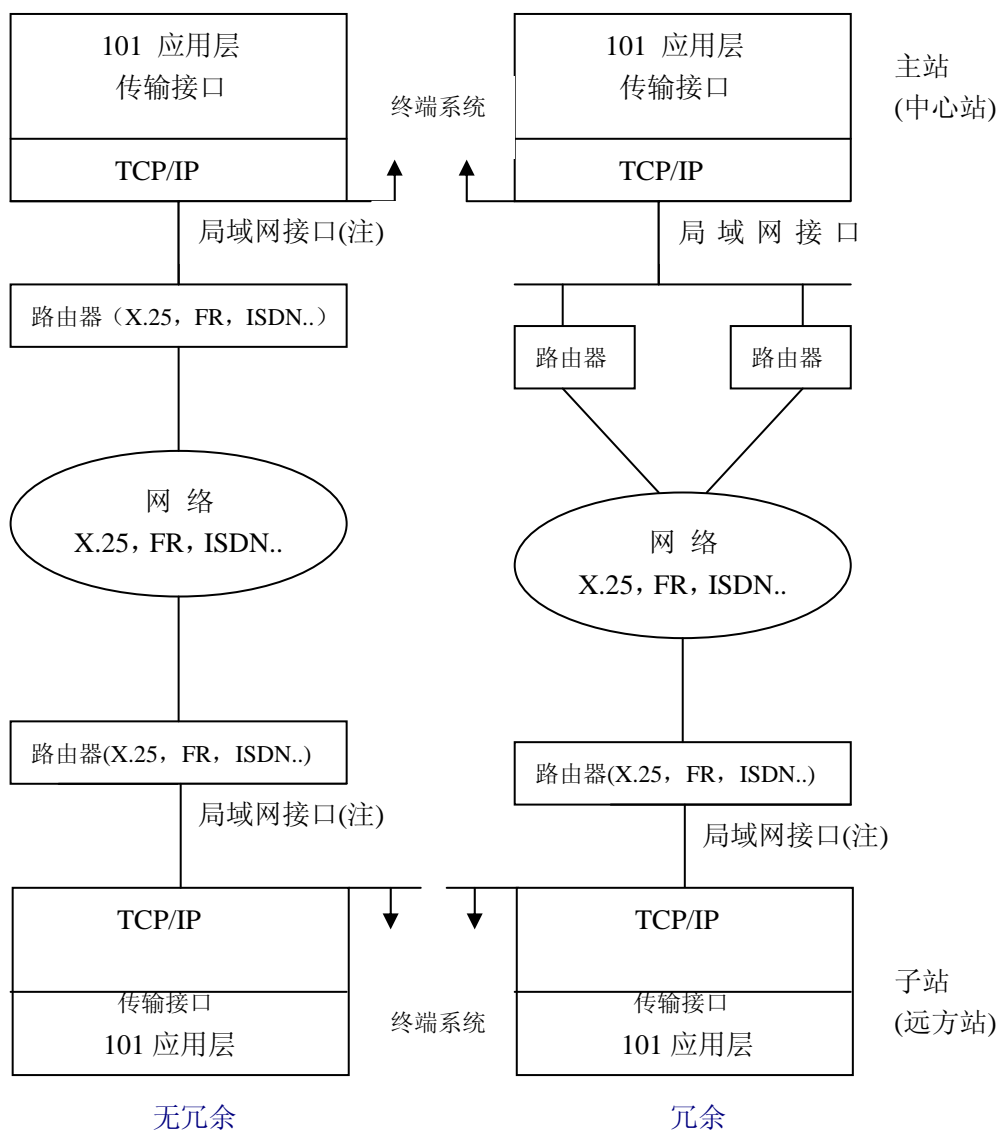 101 应用层
传输接口
TCP/IP
终端系统
101 应用层
传输接口
TCP/IP
主站
(中心站)
局域网接口(注)
局 域 网 接 口
路由器（X.25，FR，ISDN..）
路由器
路由器
网 络
X.25，FR，ISDN..
网 络
X.25，FR，ISDN..
路由器(X.25，FR，ISDN..)
路由器(X.25，FR，ISDN..)
局域网接口(注)
局域网接口(注)
TCP/IP
传输接口
101 应用层
终端系统
TCP/IP
传输接口
101 应用层
子站
(远方站)
无冗余
冗余